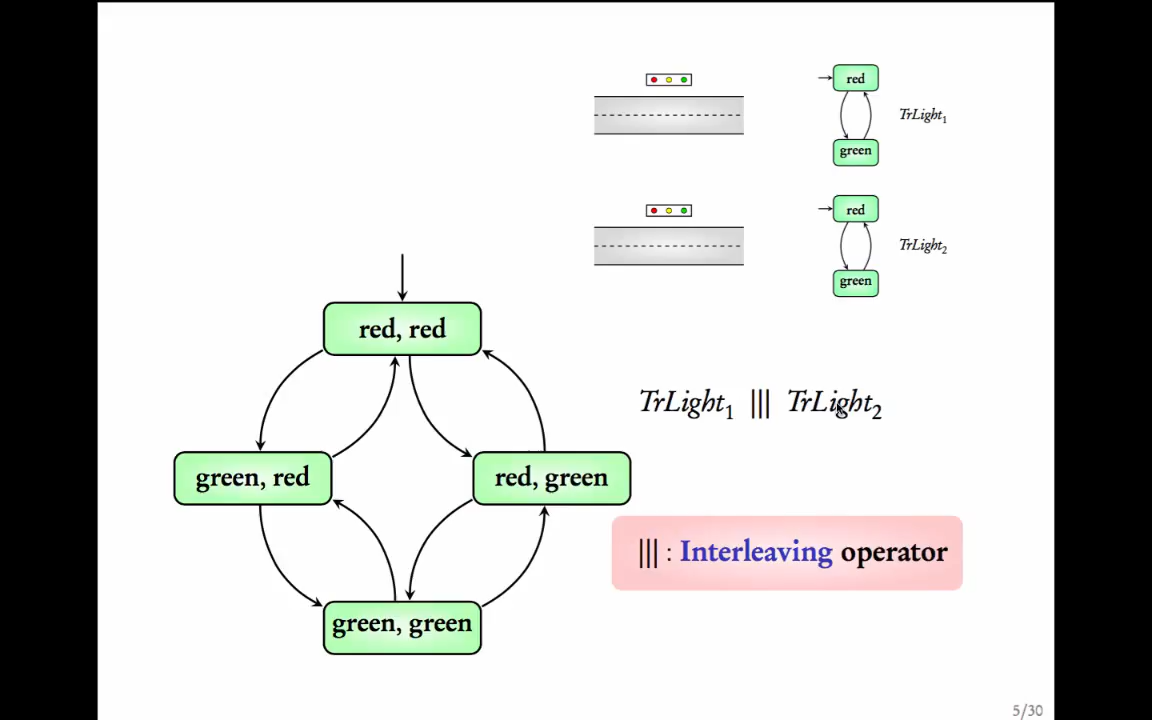 red
TrLight1
green
red
TrLight2
green
red, red
TrLight1 ||| TrLight2
green, red
red, green
||| : Interleaving operator
green, green
5/30